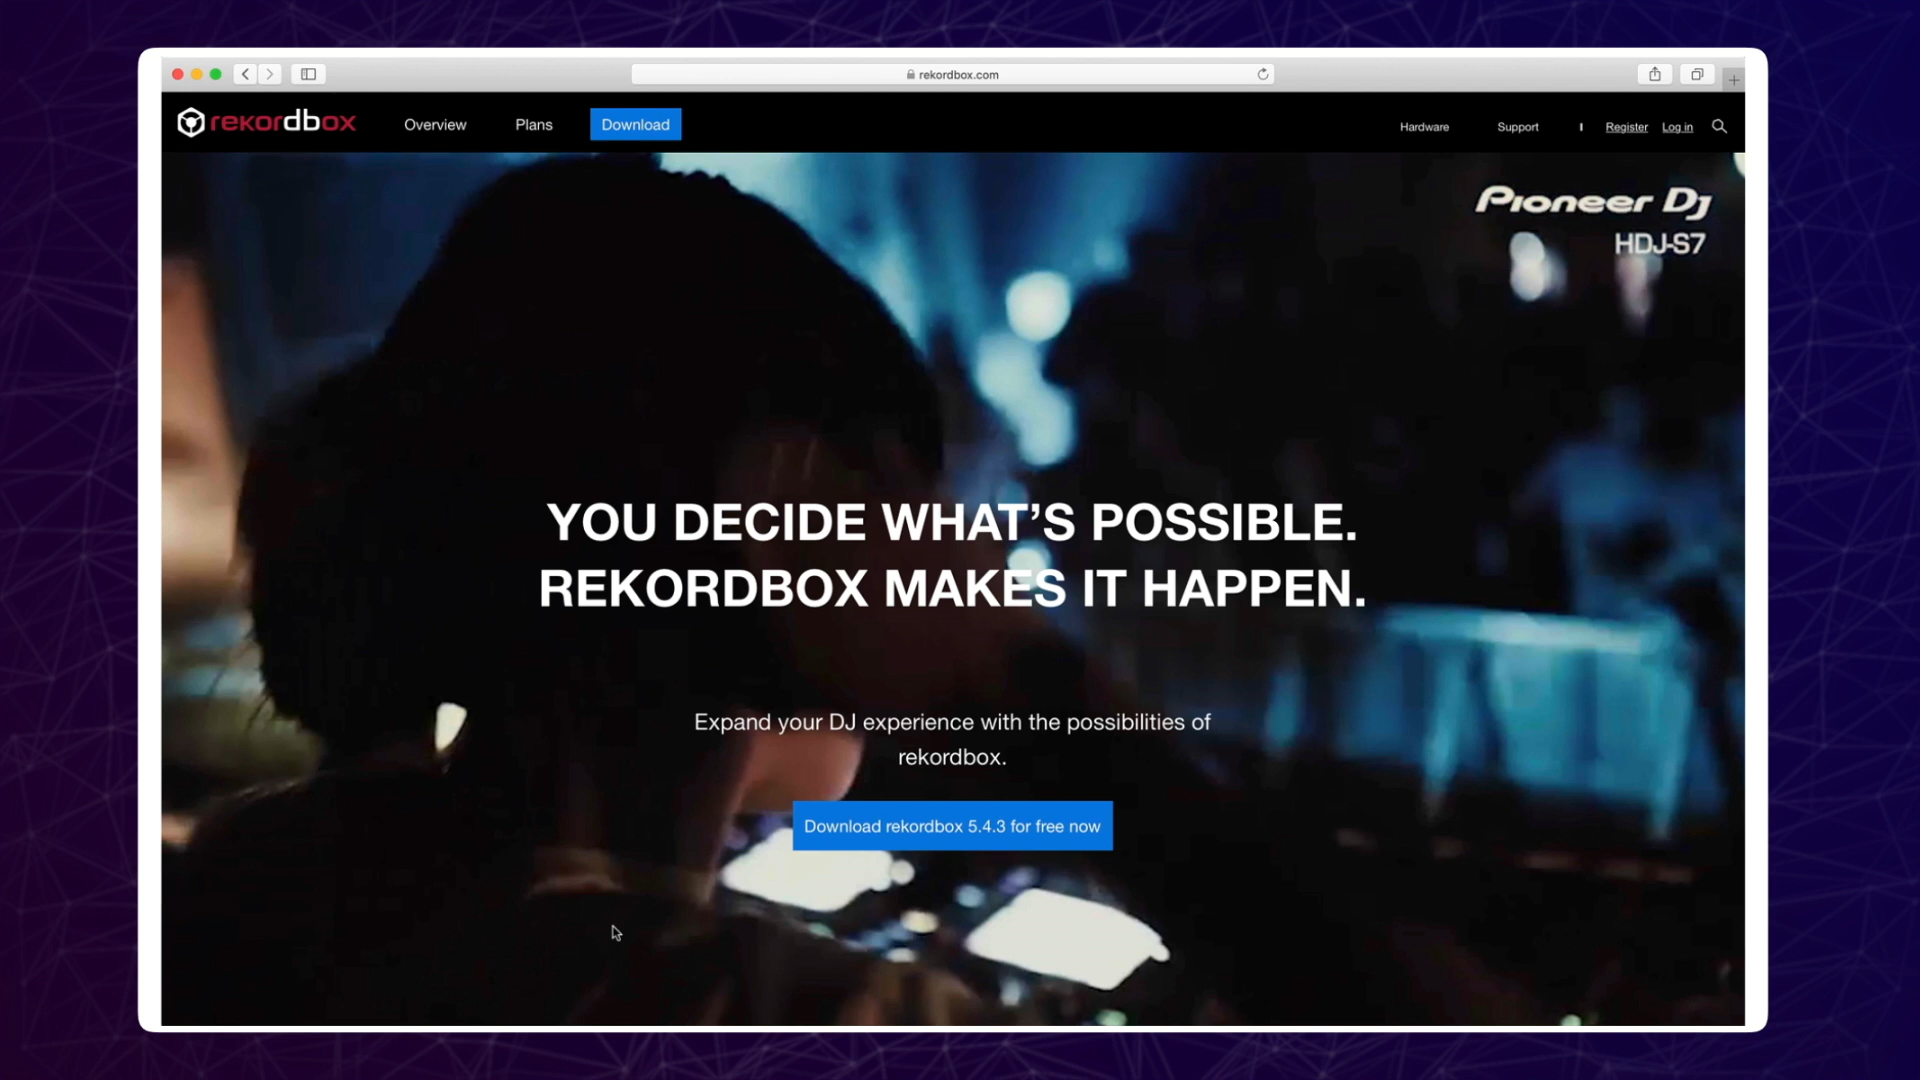 rekordbox.com
rekordbox
Overview
Plans
Download
Hardware
Support
Register
Log in
Pioneer Dj
HDJ-S7
YOU DECIDE WHAT'S POSSIBLE.
REKORDBOX MAKES IT HAPPEN.
Expand your DJ experience with the possibilities of
rekordbox.
Download rekordbox 5.4.3 for free now